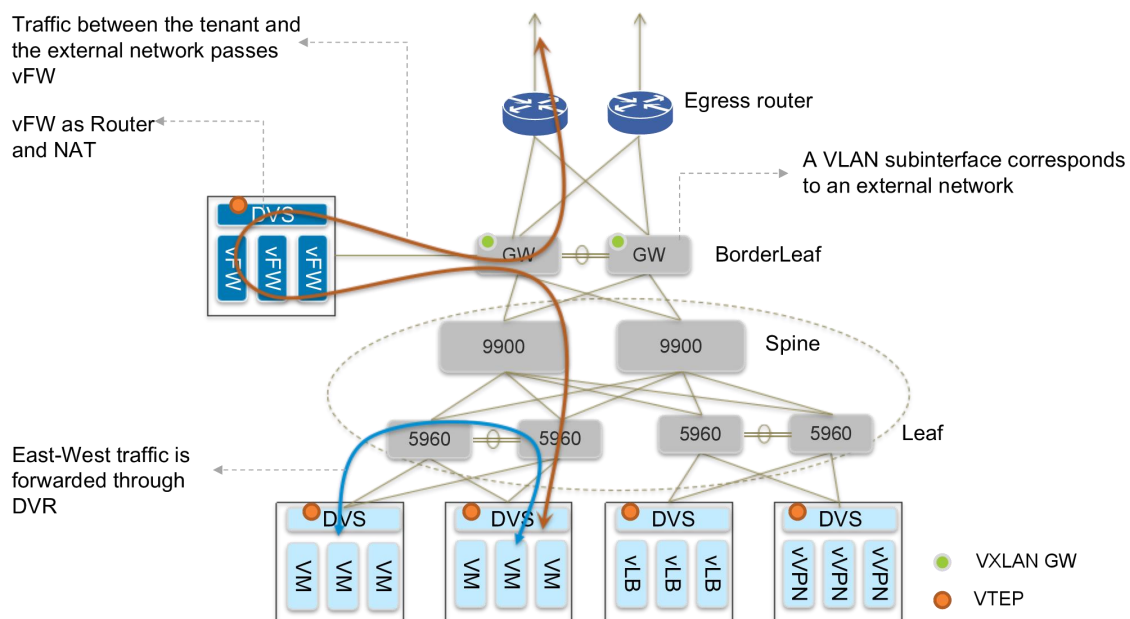 Traffic between the tenant and
the external network passes
vFW
Egress router
vFW as Router
and NAT
A VLAN subinterface corresponds
to an external network
DVS
vFW
vFW
vFW
GW
GW
BorderLeaf
9900
9900
Spine
5960
5960
5960
5960
Leaf
East-West traffic is
forwarded through
DVR
DVS
DVS
DVS
DVS
VM
VM
VM
VM
VM
VM
vLB
vLB
vLB
vVPN
vVPN
vVPN
VXLAN GW
VTEP